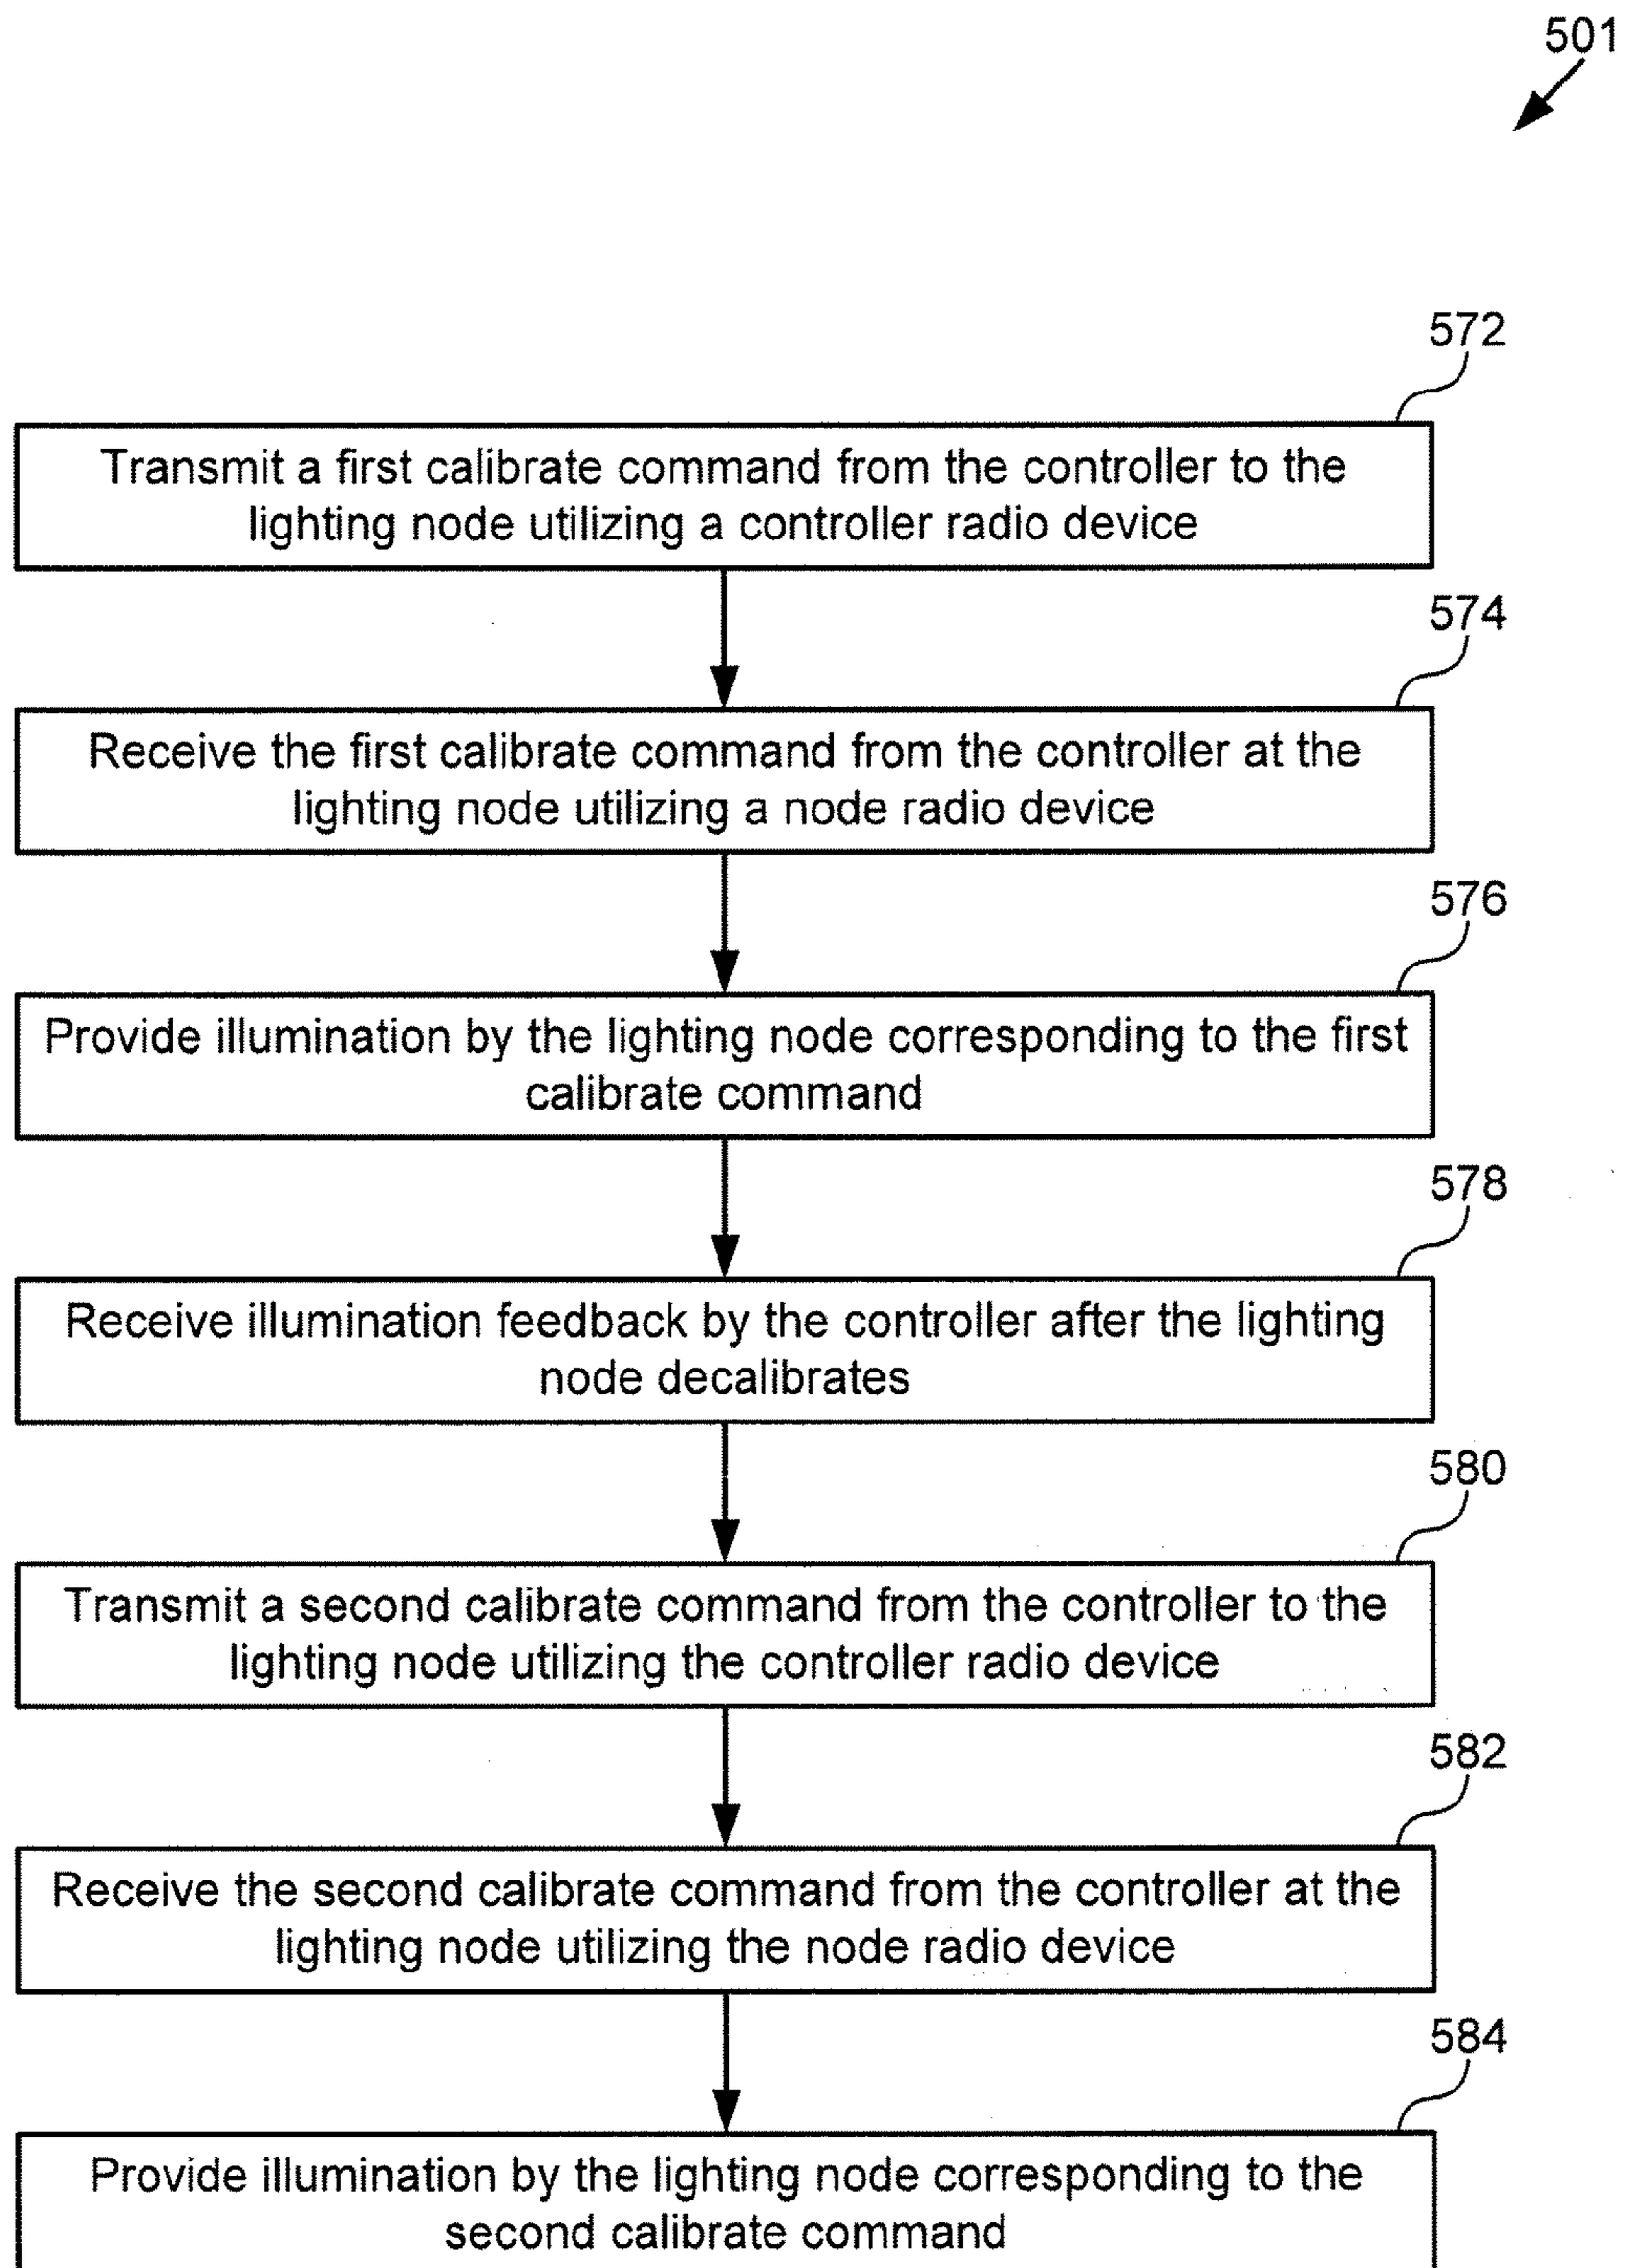 501
572
Transmit a first calibrate command from the controller to the
lighting node utilizing a controller radio device
574
Receive the first calibrate command from the controller at the
lighting node utilizing a node radio device
576
Provide illumination by the lighting node corresponding to the first
calibrate command
578
Receive illumination feedback by the controller after the lighting
node decalibrates
580
Transmit a second calibrate command from the controller to the
lighting node utilizing the controller radio device
582
Receive the second calibrate command from the controller at the
lighting node utilizing the node radio device
584
Provide illumination by the lighting node corresponding to the
second calibrate command